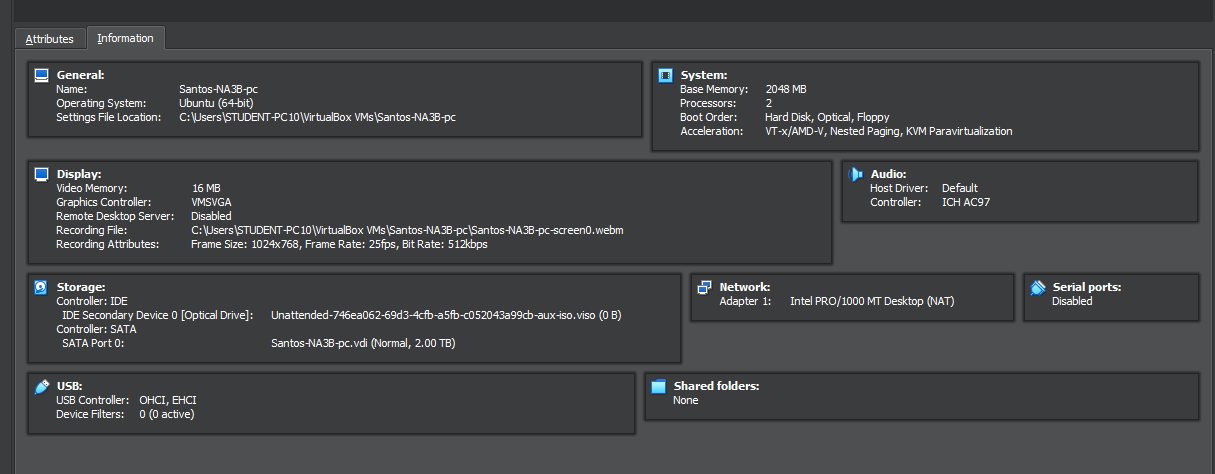 Attributes Information
General:
Name: Santos-NA3B-pc
Operating System: Ubuntu (64-bit)
Settings File Location: C:\Users\STUDENT-PC10\VirtualBox VMs\Santos-NA3B-pc
System:
Base Memory: 2048 MB
Processors: 2
Boot Order: Hard Disk, Optical, Floppy
Acceleration: VT-x/AMD-V, Nested Paging, KVM Paravirtualization
Display:
Video Memory: 16 MB
Graphics Controller: VMSVGA
Remote Desktop Server: Disabled
Recording File: C:\Users\STUDENT-PC10\VirtualBox VMs\Santos-NA3B-pc\Santos-NA3B-pc-screen0.webm
Recording Attributes: Frame Size: 1024x768, Frame Rate: 25fps, Bit Rate: 512kbps
Audio:
Host Driver: Default
Controller: ICH AC97
Storage:
Controller: IDE
IDE Secondary Device 0 [Optical Drive]: Unattended-746ea062-69d3-4cfb-a5fb-c052043a99cb-aux-iso.viso (0 B)
Controller: SATA
SATA Port 0: Santos-NA3B-pc.vdi (Normal, 2.00 TB)
Network:
Adapter 1: Intel PRO/1000 MT Desktop (NAT)
Serial ports:
Disabled
USB:
USB Controller: OHCI, EHCI
Device Filters: 0 (0 active)
Shared folders:
None